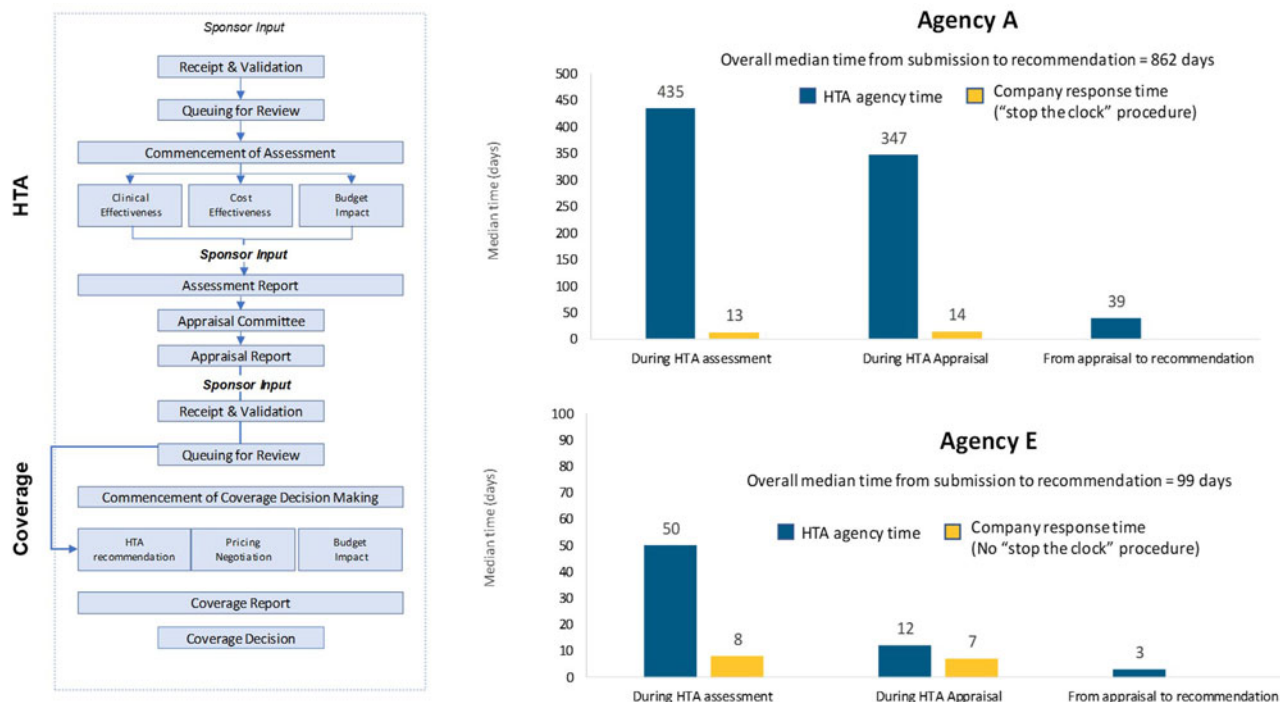 HTA
Coverage
Sponsor Input
Receipt & Validation
Queuing for Review
Commencement of Assessment
Clinical
Effectiveness
Cost
Effectiveness
Budget
Impact
Sponsor Input
Assessment Report
Appraisal Committee
Appraisal Report
Sponsor Input
Receipt & Validation
Queuing for Review
Commencement of Coverage Decision Making
HTA
recommendation
Pricing
Negotiation
Budget
Impact
Coverage Report
Coverage Decision
Agency A
Overall median time from submission to recommendation = 862 days
HTA agency time
Company response time
("stop the clock" procedure)
Median time (days)
500
450
400
350
300
250
200
150
100
50
0
435
13
347
14
39
During HTA assessment
During HTA Appraisal
From appraisal to recommendation
Agency E
Overall median time from submission to recommendation = 99 days
HTA agency time
Company response time
(No "stop the clock" procedure)
Median time (days)
100
90
80
70
60
50
40
30
20
10
0
50
8
12
7
3
During HTA assessment
During HTA Appraisal
From appraisal to recommendation